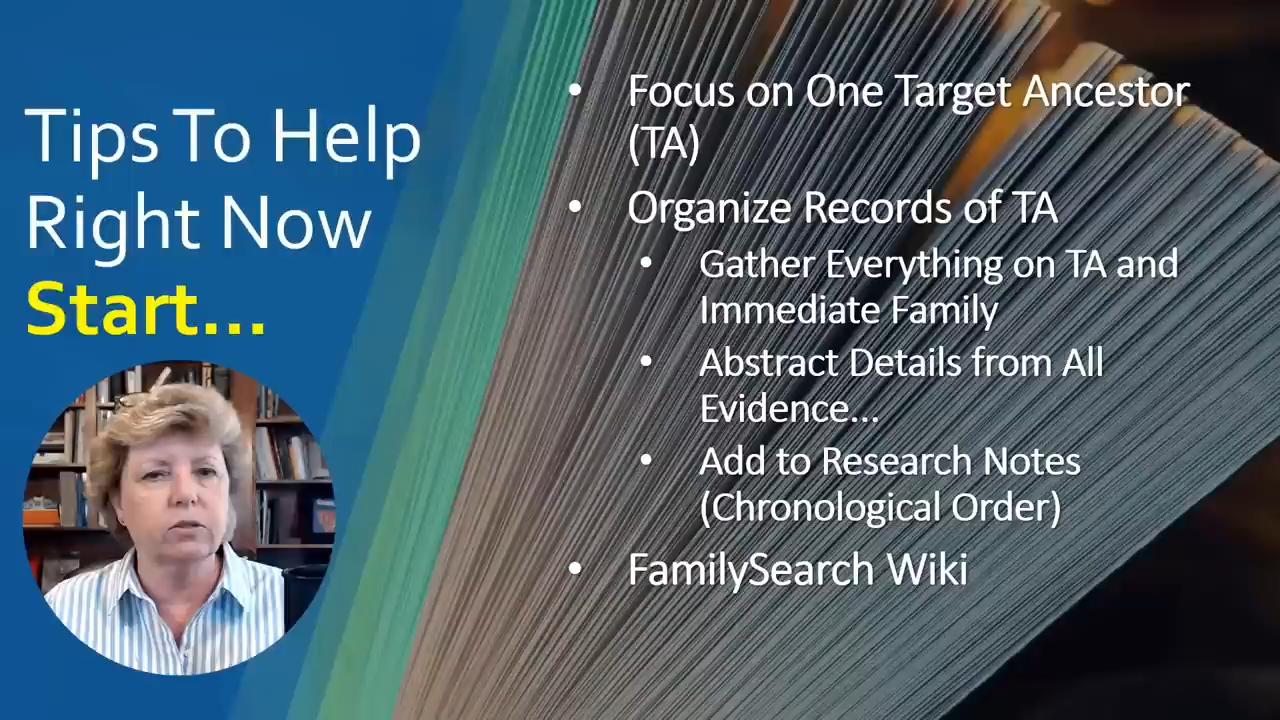 Tips To Help
Right Now
Start...
• Focus on One Target Ancestor
(TA)
• Organize Records of TA
• Gather Everything on TA and
Immediate Family
• Abstract Details from All
Evidence...
• Add to Research Notes
(Chronological Order)
• FamilySearch Wiki